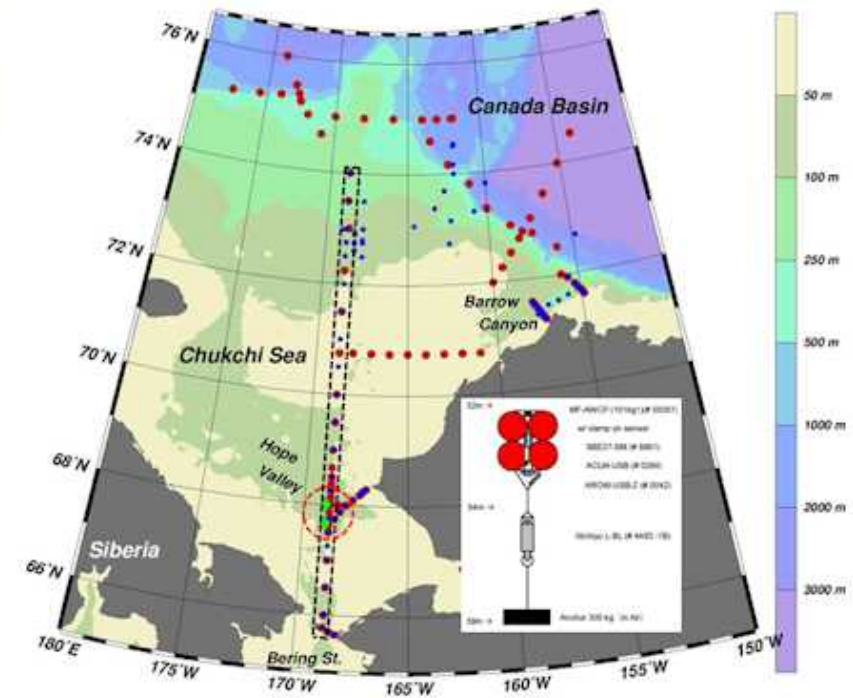 76˚N
74˚N
72˚N
70˚N
68˚N
66˚N
180˚E
175˚W
170˚W
165˚W
160˚W
155˚W
150˚W
Canada Basin
Barrow
Canyon
Chukchi Sea
Hope
Valley
Siberia
Bering St.
50 m
100 m
250 m
500 m
1000 m
2000 m
3000 m